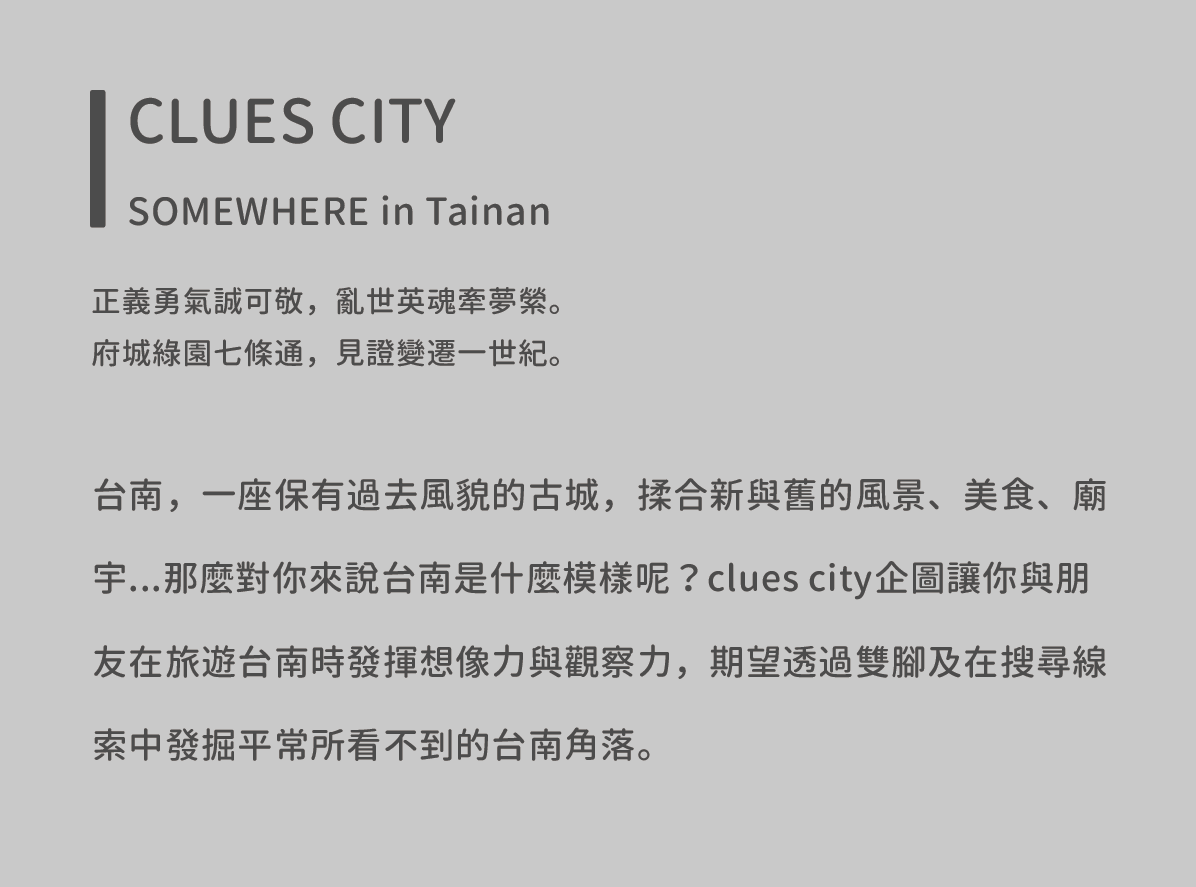 CLUES CITY
SOMEWHERE in Tainan
正義勇氣誠可敬，亂世英魂牽夢縈。
府城綠園七條通，見證變遷一世紀。
台南，一座保有過去風貌的古城，揉合新與舊的風景、美食、廟
宇...那麼對你來說台南是什麼模樣呢？clues city企圖讓你與朋
友在旅遊台南時發揮想像力與觀察力，期望透過雙腳及在搜尋線
索中發掘平常所看不到的台南角落。